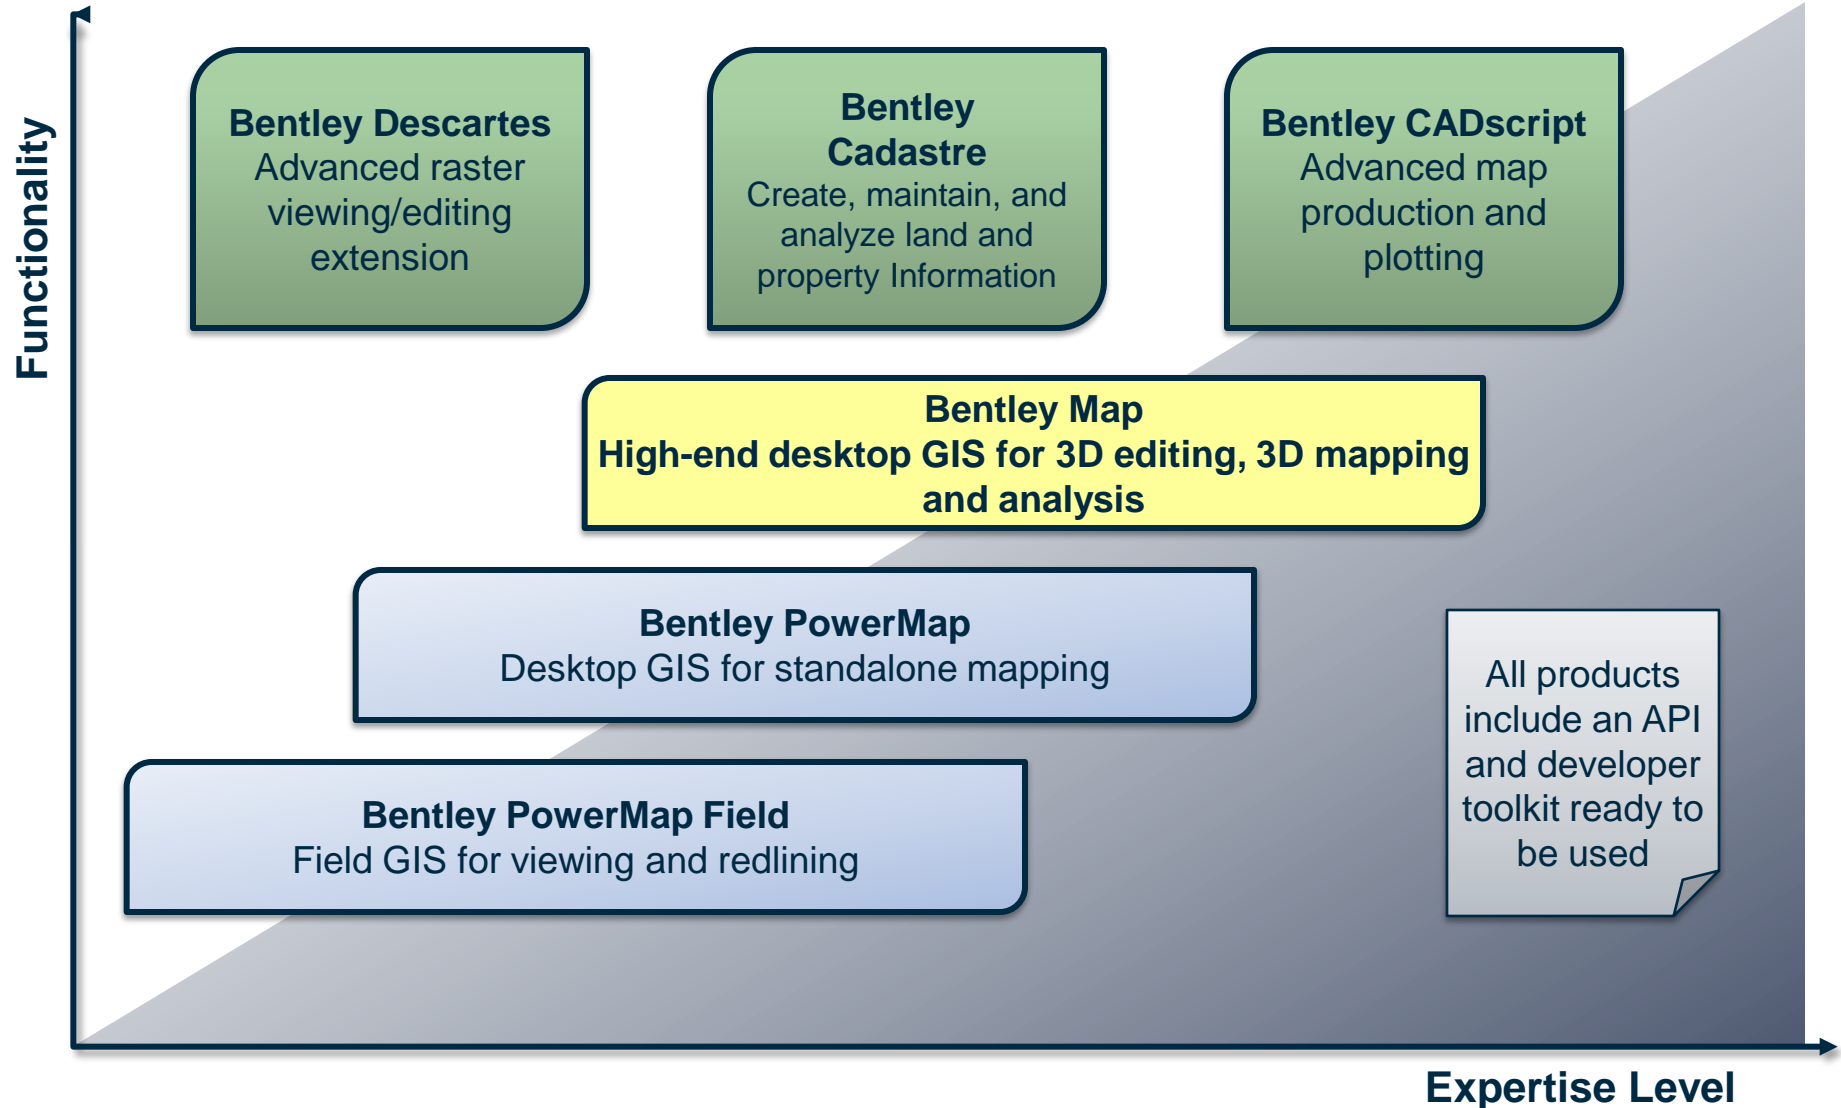 Functionality
Bentley Descartes
Advanced raster
viewing/editing
extension
Bentley
Cadastre
Create, maintain, and
analyze land and
property Information
Bentley CADscript
Advanced map
production and
plotting
Bentley Map
High-end desktop GIS for 3D editing, 3D mapping
and analysis
Bentley PowerMap
Desktop GIS for standalone mapping
Bentley PowerMap Field
Field GIS for viewing and redlining
All products
include an API
and developer
toolkit ready to
be used
Expertise Level